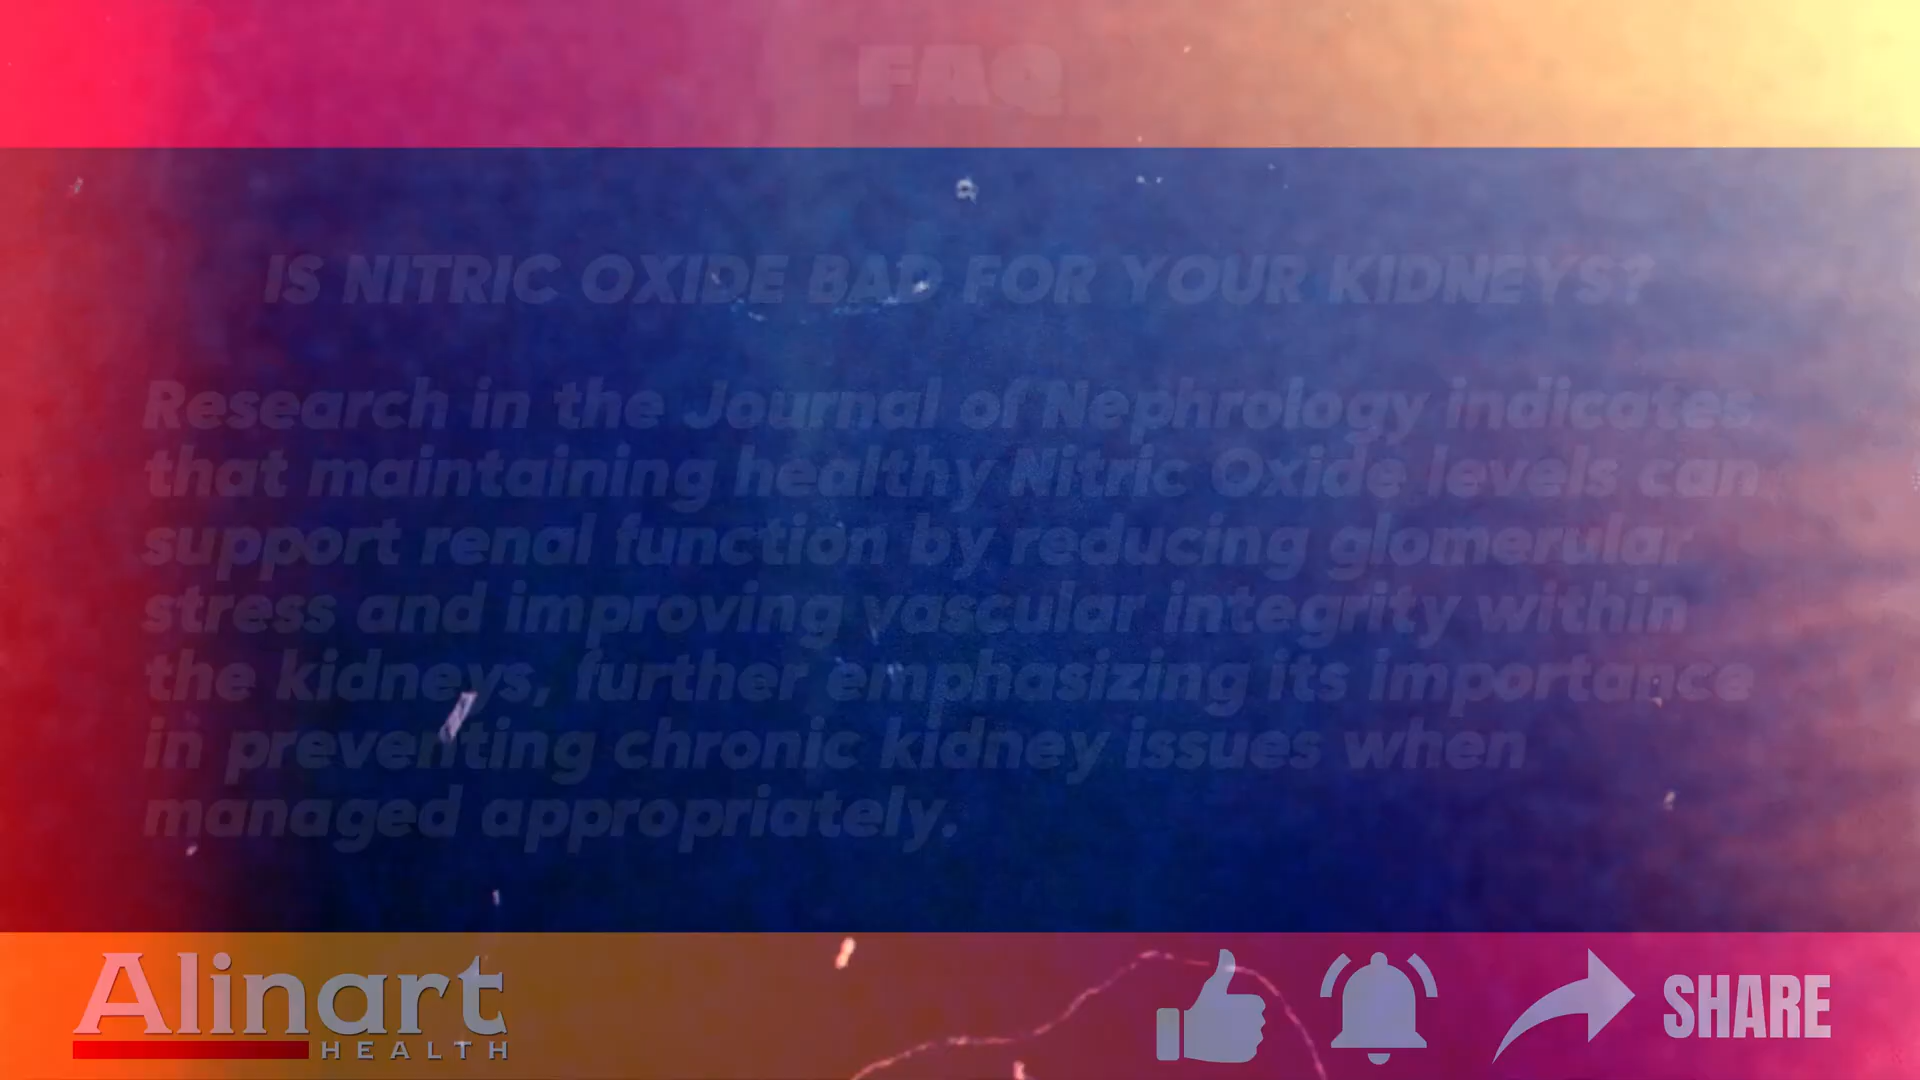 FAQ
IS NITRIC OXIDE BAD FOR YOUR KIDNEYS?
Research in the Journal of Nephrology indicates
that maintaining healthy Nitric Oxide levels can
support renal function by reducing glomerular
stress and improving vascular integrity within
the kidneys, further emphasizing its importance
in preventing chronic kidney issues when
managed appropriately.
Alinart
HEALTH
SHARE